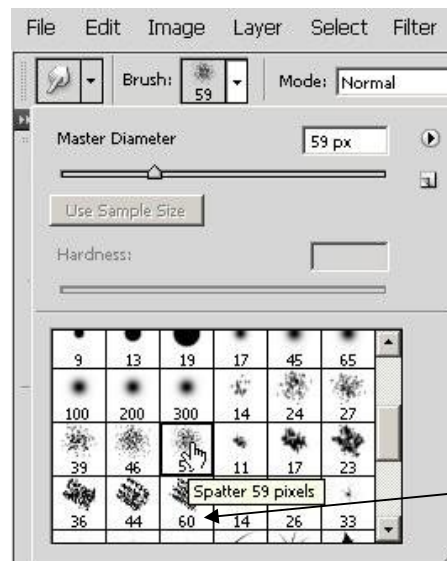 File Edit Image Layer Select Filter
Brush: 59 Mode: Normal
Master Diameter 59 px
Use Sample Size
Hardness:
9 13 19 17 45 65
100 200 300 14 24 27
39 46 11 17 23
Spatter 59 pixels
36 44 60 14 26 33